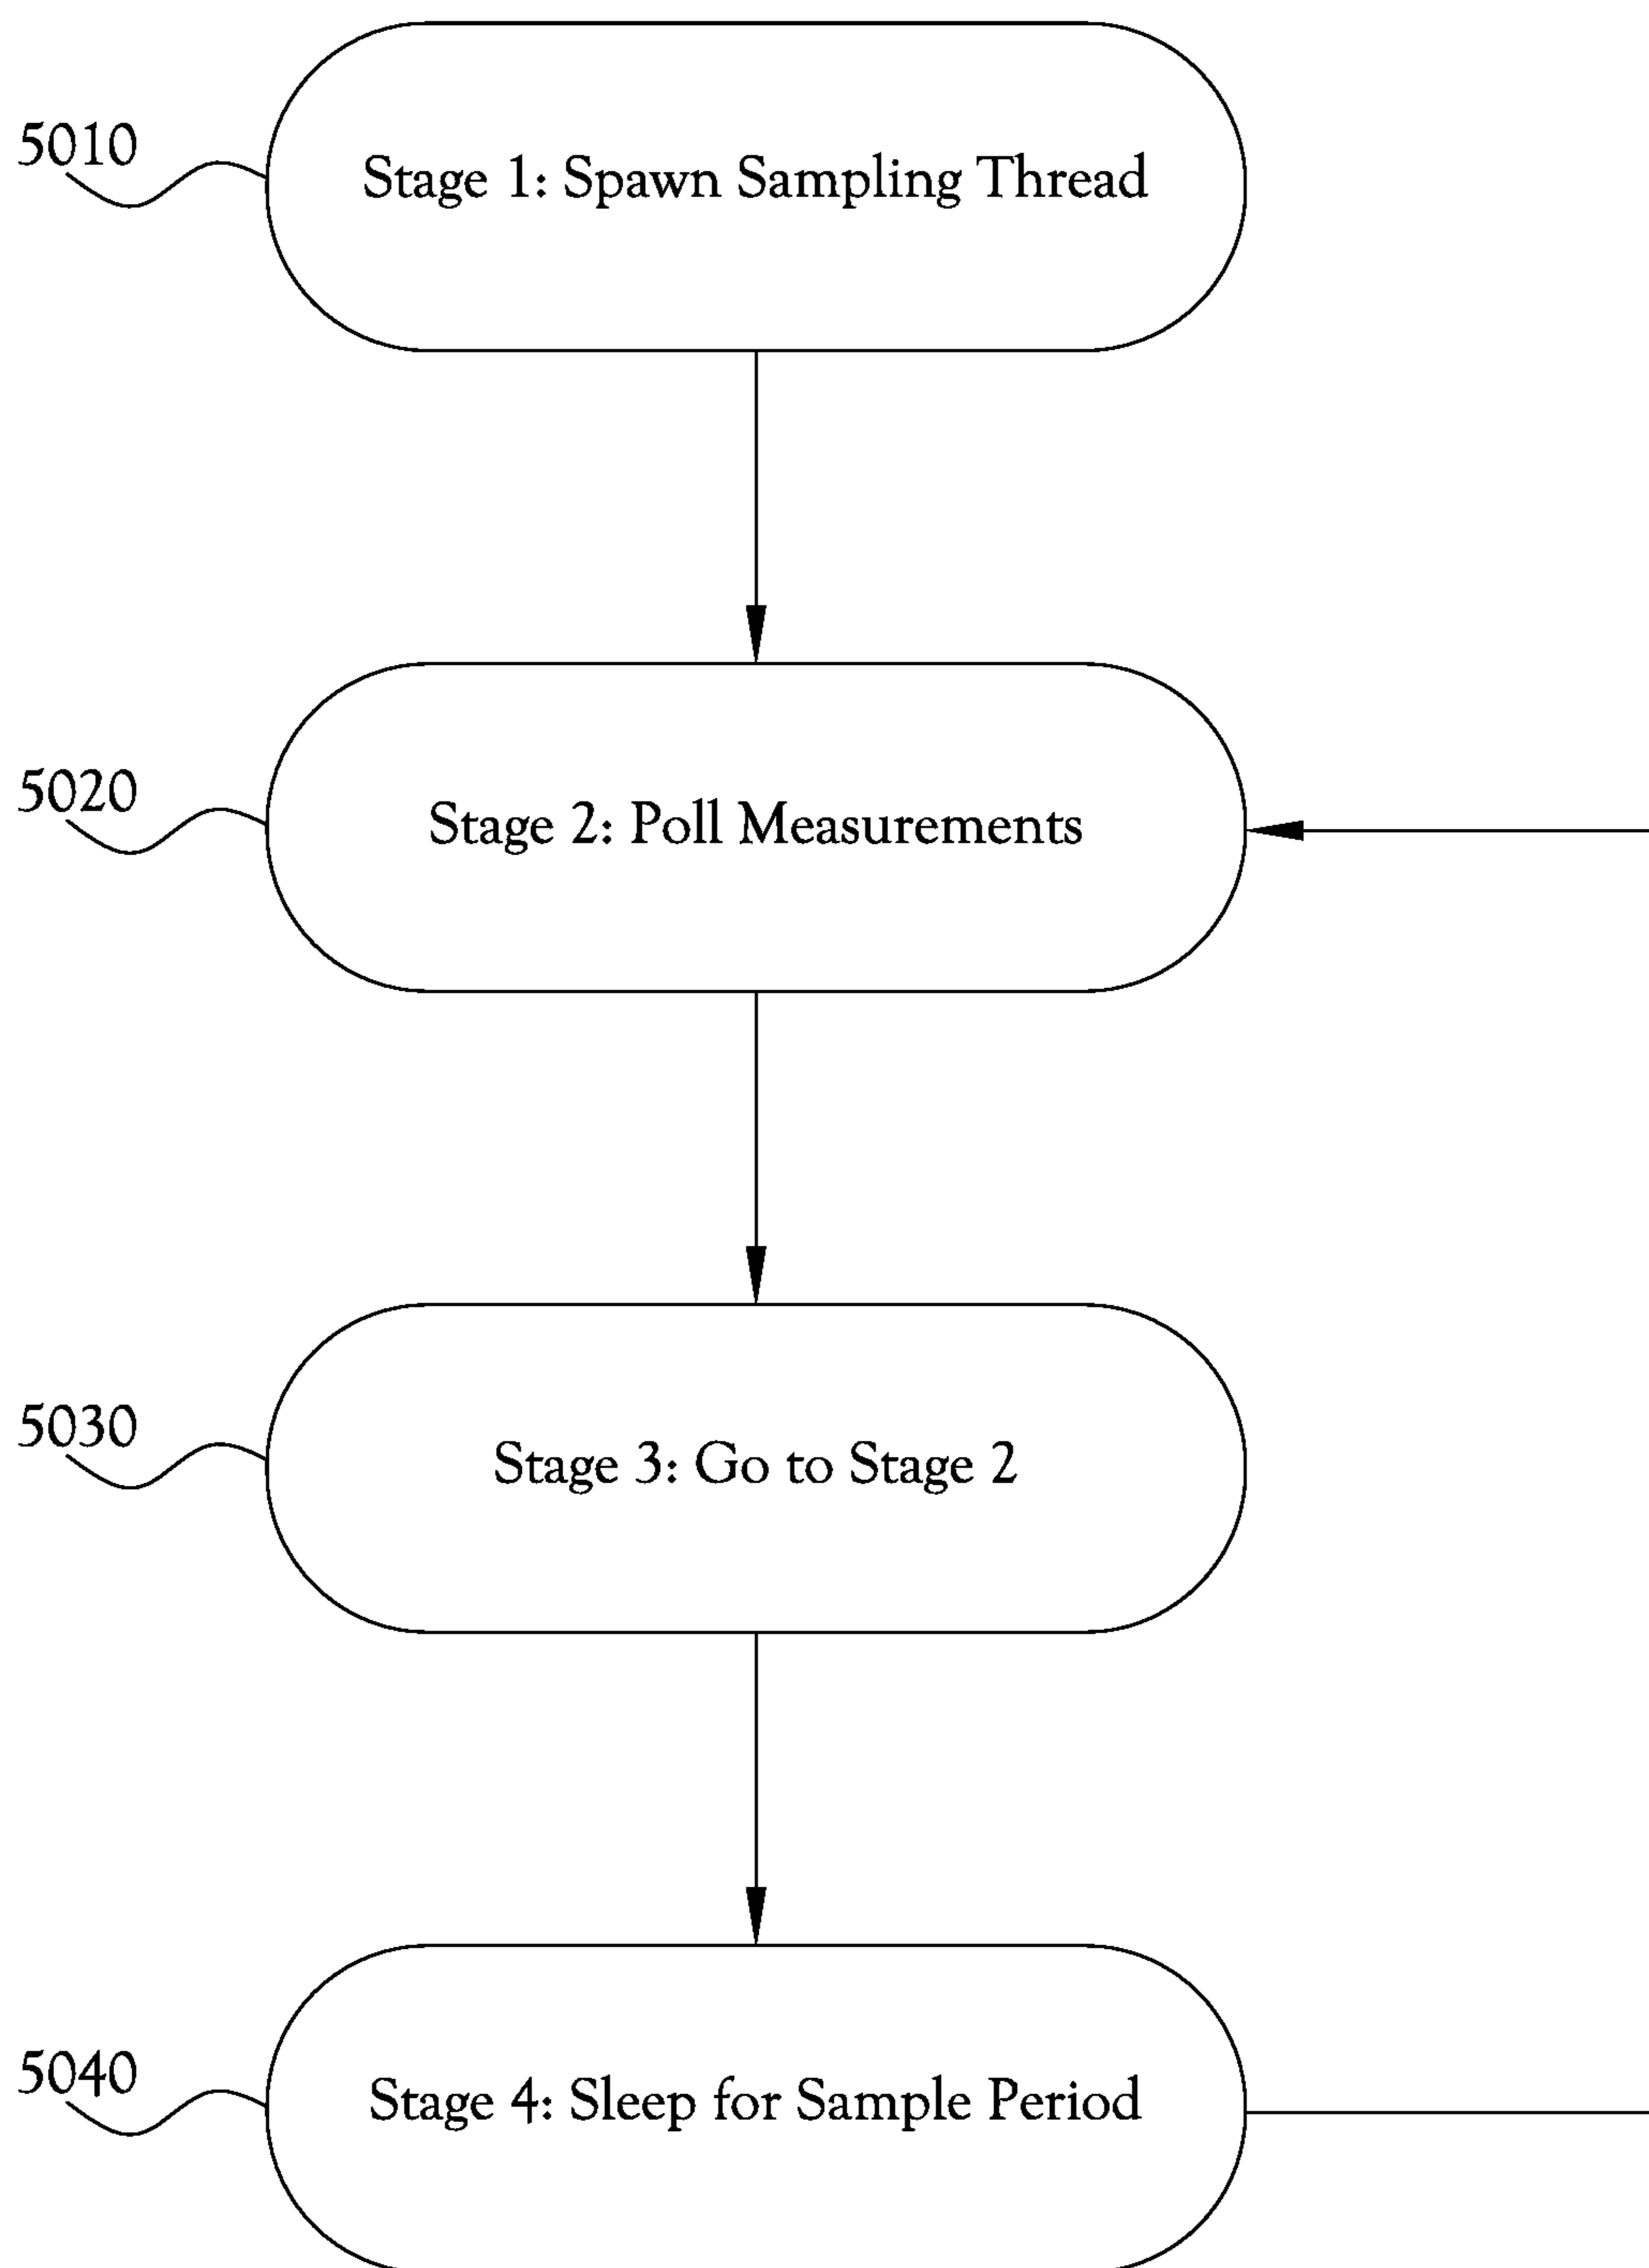 5010
Stage 1: Spawn Sampling Thread
5020
Stage 2: Poll Measurements
5030
Stage 3: Go to Stage 2
5040
Stage 4: Sleep for Sample Period